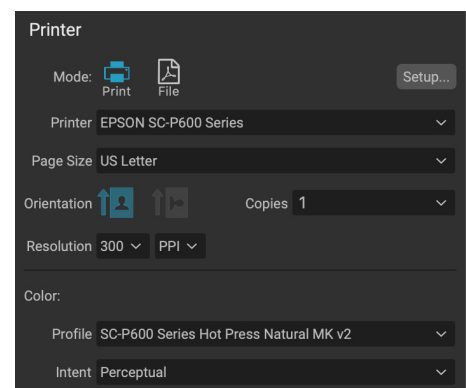 Printer
Mode: Print File Setup...
Printer EPSON SC-P600 Series
Page Size US Letter
Orientation Copies 1
Resolution 300 PPI
Color:
Profile SC-P600 Series Hot Press Natural MK v2
Intent Perceptual